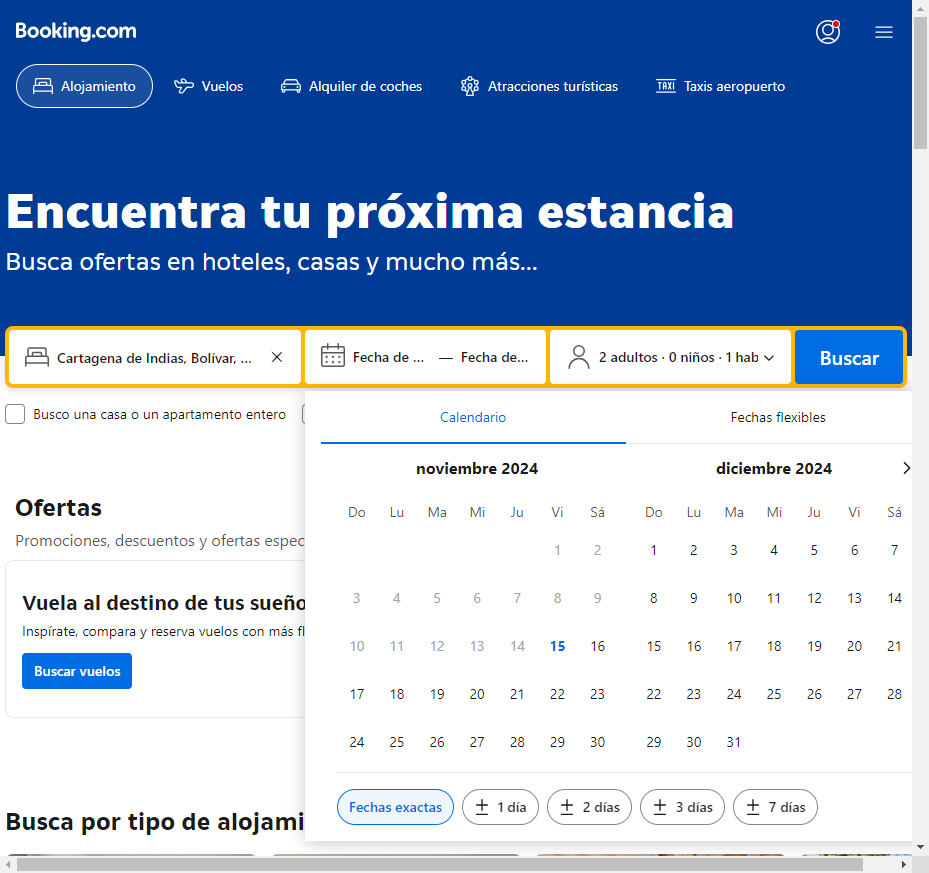 Booking.com
Alojamiento
Vuelos
Alquiler de coches
Atracciones turísticas
TAXI Taxis aeropuerto
Encuentra tu próxima estancia
Busca ofertas en hoteles, casas y mucho más...
Cartagena de Indias, Bolívar, ...
Fecha de ... — Fecha de...
2 adultos · 0 niños · 1 hab
Buscar
Busco una casa o un apartamento entero
Calendario
Fechas flexibles
noviembre 2024
Do Lu Ma Mi Ju Vi Sá
1 2
3 4 5 6 7 8 9
10 11 12 13 14 15 16
17 18 19 20 21 22 23
24 25 26 27 28 29 30
diciembre 2024
Do Lu Ma Mi Ju Vi Sá
1 2 3 4 5 6 7
8 9 10 11 12 13 14
15 16 17 18 19 20 21
22 23 24 25 26 27 28
29 30 31
Fechas exactas
± 1 día
± 2 días
± 3 días
± 7 días
Ofertas
Promociones, descuentos y ofertas espec
Vuela al destino de tus sueño
Inspírate, compara y reserva vuelos con más fl
Buscar vuelos
Busca por tipo de alojami